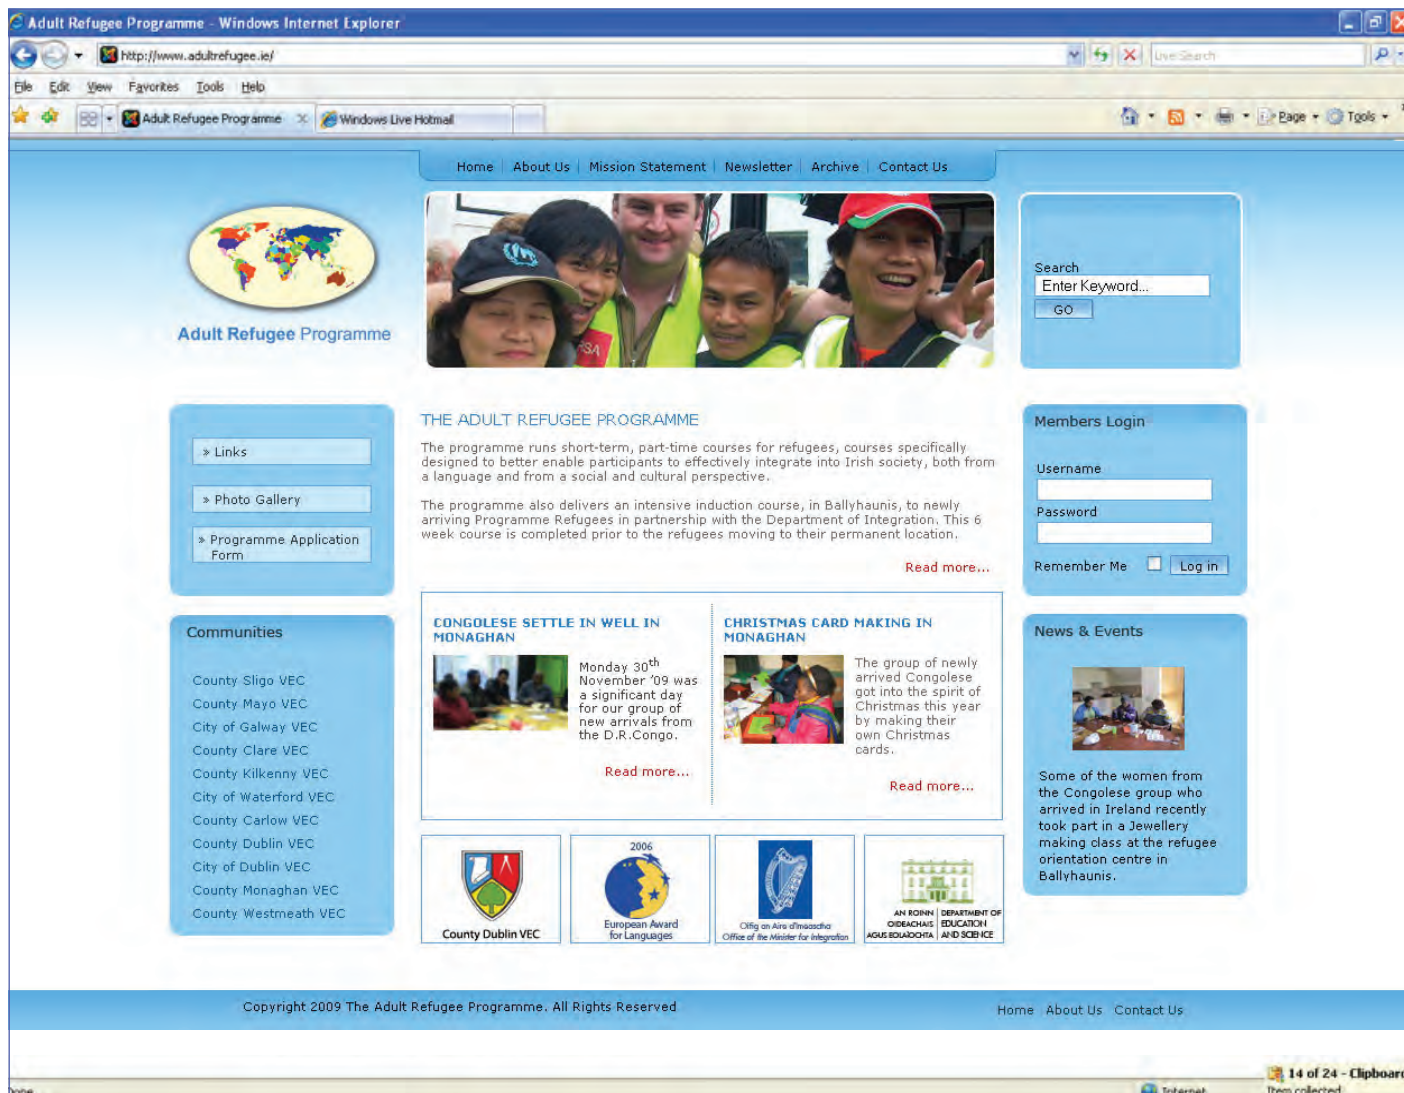 Adult Refugee Programme - Windows Internet Explorer
http://www.adultrefugee.ie/
Live Search
File Edit View Favorites Tools Help
Adult Refugee Programme
Windows Live Hotmail
Page
Tools
Home About Us Mission Statement Newsletter Archive Contact Us
Adult Refugee Programme
RSA
Search
Enter Keyword...
GO
» Links
» Photo Gallery
» Programme Application
Form
Communities
County Sligo VEC
County Mayo VEC
City of Galway VEC
County Clare VEC
County Kilkenny VEC
City of Waterford VEC
County Carlow VEC
County Dublin VEC
City of Dublin VEC
County Monaghan VEC
County Westmeath VEC
THE ADULT REFUGEE PROGRAMME
The programme runs short-term, part-time courses for refugees, courses specifically
designed to better enable participants to effectively integrate into Irish society, both from
a language and from a social and cultural perspective.
The programme also delivers an intensive induction course, in Ballyhaunis, to newly
arriving Programme Refugees in partnership with the Department of Integration. This 6
week course is completed prior to the refugees moving to their permanent location.
Read more...
CONGOLESE SETTLE IN WELL IN
MONAGHAN
Monday 30th
November '09 was
a significant day
for our group of
new arrivals from
the D.R.Congo.
Read more...
CHRISTMAS CARD MAKING IN
MONAGHAN
The group of newly
arrived Congolese
got into the spirit of
Christmas this year
by making their
own Christmas
cards.
Read more...
County Dublin VEC
2006
European Award
for Languages
Oifig an Aire d'Imeascadh
Office of the Minister for Integration
AN ROINN DEPARTMENT OF
OIDEACHAIS EDUCATION
AGUS EOLAÍOCHTA AND SCIENCE
Members Login
Username
Password
Remember Me Log in
News & Events
Some of the women from
the Congolese group who
arrived in Ireland recently
took part in a Jewellery
making class at the refugee
orientation centre in
Ballyhaunis.
Copyright 2009 The Adult Refugee Programme. All Rights Reserved
Home About Us Contact Us
Done
Internet
14 of 24 - Clipboard
Item collected.